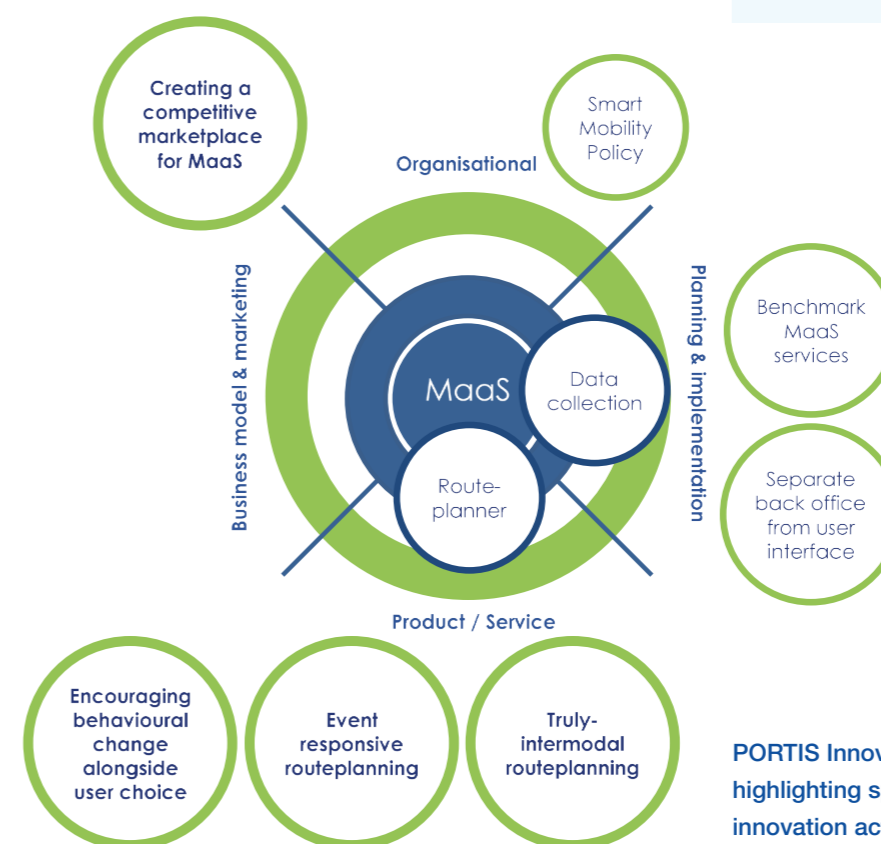 Creating a
competitive
marketplace
for MaaS
Smart
Mobility
Policy
Organisational
Business model & marketing
Planning & implementation
MaaS
Data
collection
Route-
planner
Benchmark
MaaS
services
Separate
back office
from user
interface
Product / Service
Encouraging
behavioural
change
alongside
user choice
Event
responsive
routeplanning
Truly-
intermodal
routeplanning
PORTIS Innov
highlighting s
innovation ac